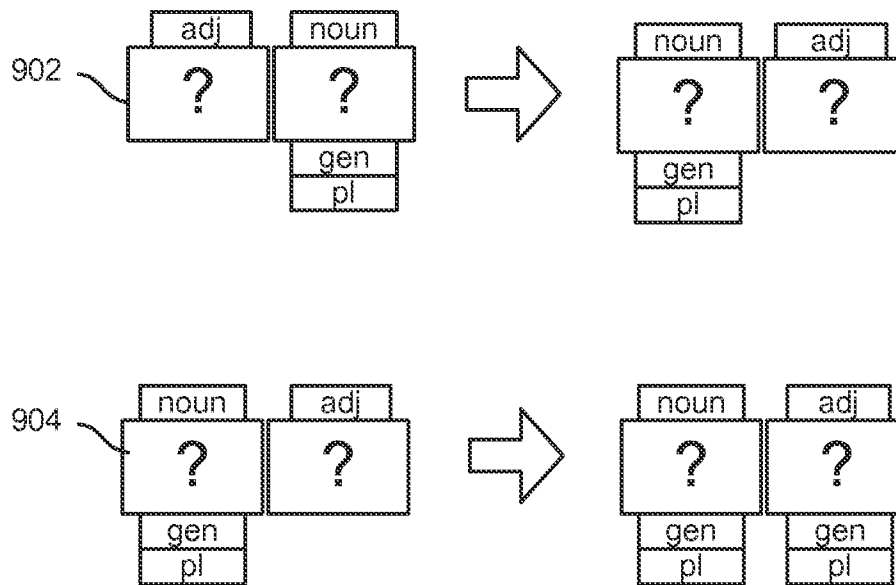 adj noun noun adj
902 ? ? ? ?
gen gen
pl pl
noun adj noun adj
904 ? ? ? ?
gen gen gen
pl pl pl